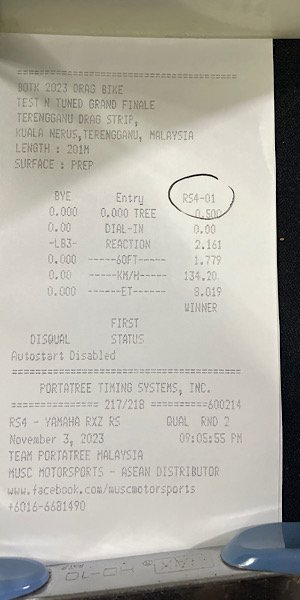 BOTK 2023 DRAG BIKE
TEST N TUNED GRAND FINALE
TERENGGANU DRAG STRIP,
KUALA NERUS,TERENGGANU, MALAYSIA
LENGTH : 201M
SURFACE : PREP
BYE Entry RS4-01
0.000 0.000 TREE 0.500
0.00 DIAL-IN 0.00
-LB3- REACTION 2.161
0.000 ------60FT------ 1.779
0.00 ------KM/H----- 134.20
0.000 ------ET------ 8.019
WINNER
FIRST
DISQUAL STATUS
Autostart Disabled
PORTATREE TIMING SYSTEMS, INC.
=============== 217/218 ==========600214
RS4 - YAMAHA RXZ RS QUAL RND 2
November 3, 2023 09:05:55 PM
TEAM PORTATREE MALAYSIA
MUSC MOTORSPORTS - ASEAN DISTRIBUTOR
www.facebook.com/muscmotorsports
+6016-6681490